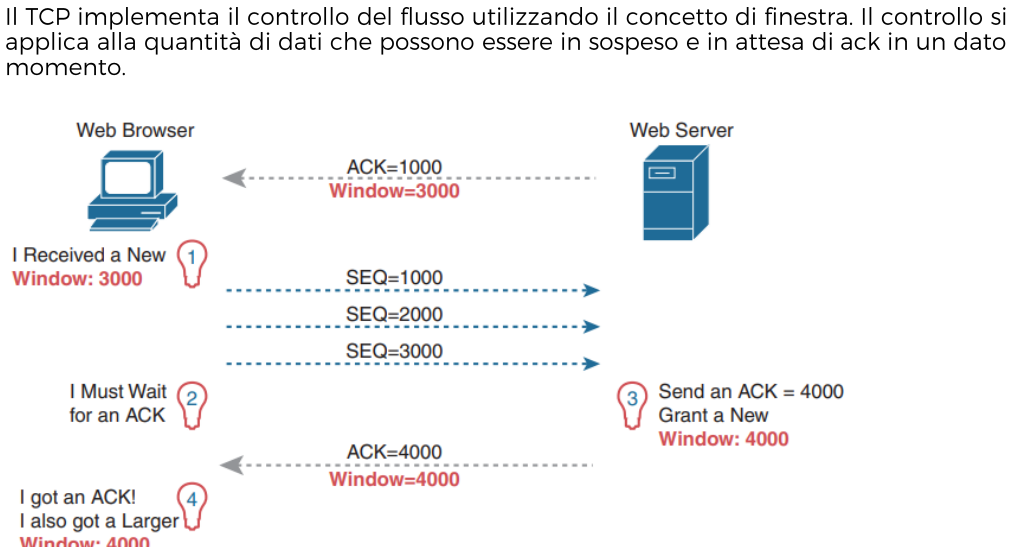 Il TCP implementa il controllo del flusso utilizzando il concetto di finestra. Il controllo si
applica alla quantità di dati che possono essere in sospeso e in attesa di ack in un dato
momento.
Web Browser
Web Server
ACK=1000
Window=3000
I Received a New
Window: 3000
1
SEQ=1000
SEQ=2000
SEQ=3000
I Must Wait
for an ACK
2
3
Send an ACK = 4000
Grant a New
Window: 4000
ACK=4000
Window=4000
I got an ACK!
I also got a Larger
Window: 4000
4